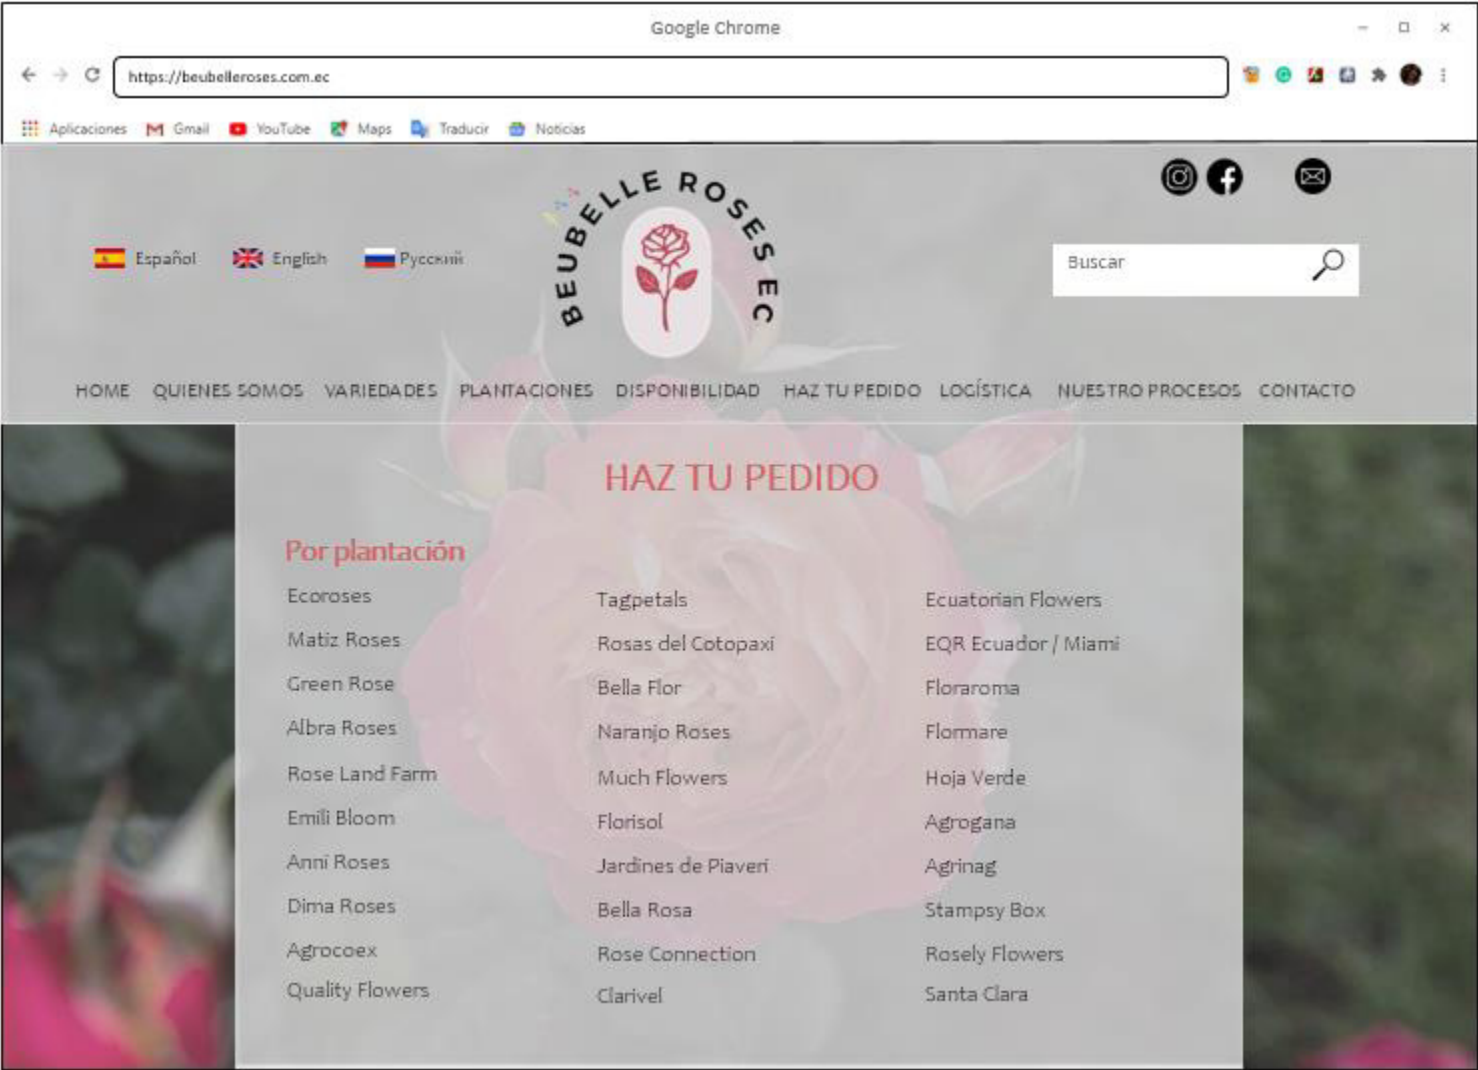 Google Chrome
https://beubelleroses.com.ec
Aplicaciones Gmail YouTube Maps Traducir Noticias
BEUBELLE ROSES EC
Español English Русский
Buscar
HOME QUIENES SOMOS VARIEDADES PLANTACIONES DISPONIBILIDAD HAZ TU PEDIDO LOGÍSTICA NUESTRO PROCESOS CONTACTO
HAZ TU PEDIDO
Por plantación
Ecoroses
Matiz Roses
Green Rose
Albra Roses
Rose Land Farm
Emili Bloom
Anni Roses
Dima Roses
Agrocoex
Quality Flowers
Tagpetals
Rosas del Cotopaxi
Bella Flor
Naranjo Roses
Much Flowers
Florisol
Jardines de Piaveri
Bella Rosa
Rose Connection
Clarivel
Ecuatorian Flowers
EQR Ecuador / Miami
Floraroma
Flormare
Hoja Verde
Agrogana
Agrinag
Stampsy Box
Rosely Flowers
Santa Clara